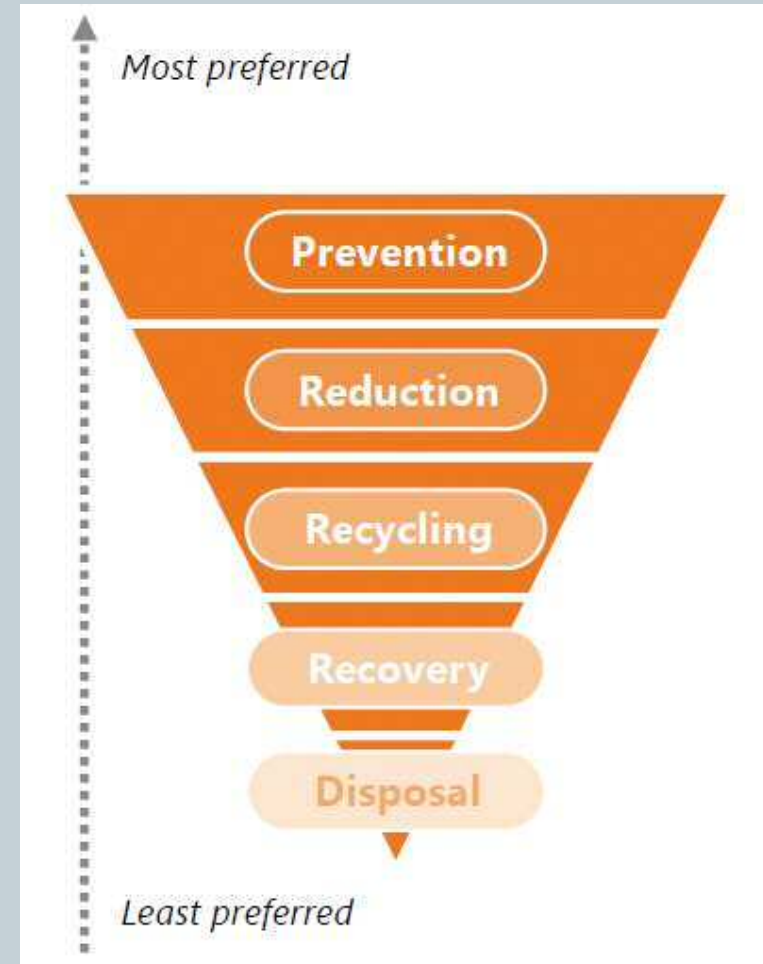 Most preferred
Prevention
Reduction
Recycling
Recovery
Disposal
Least preferred